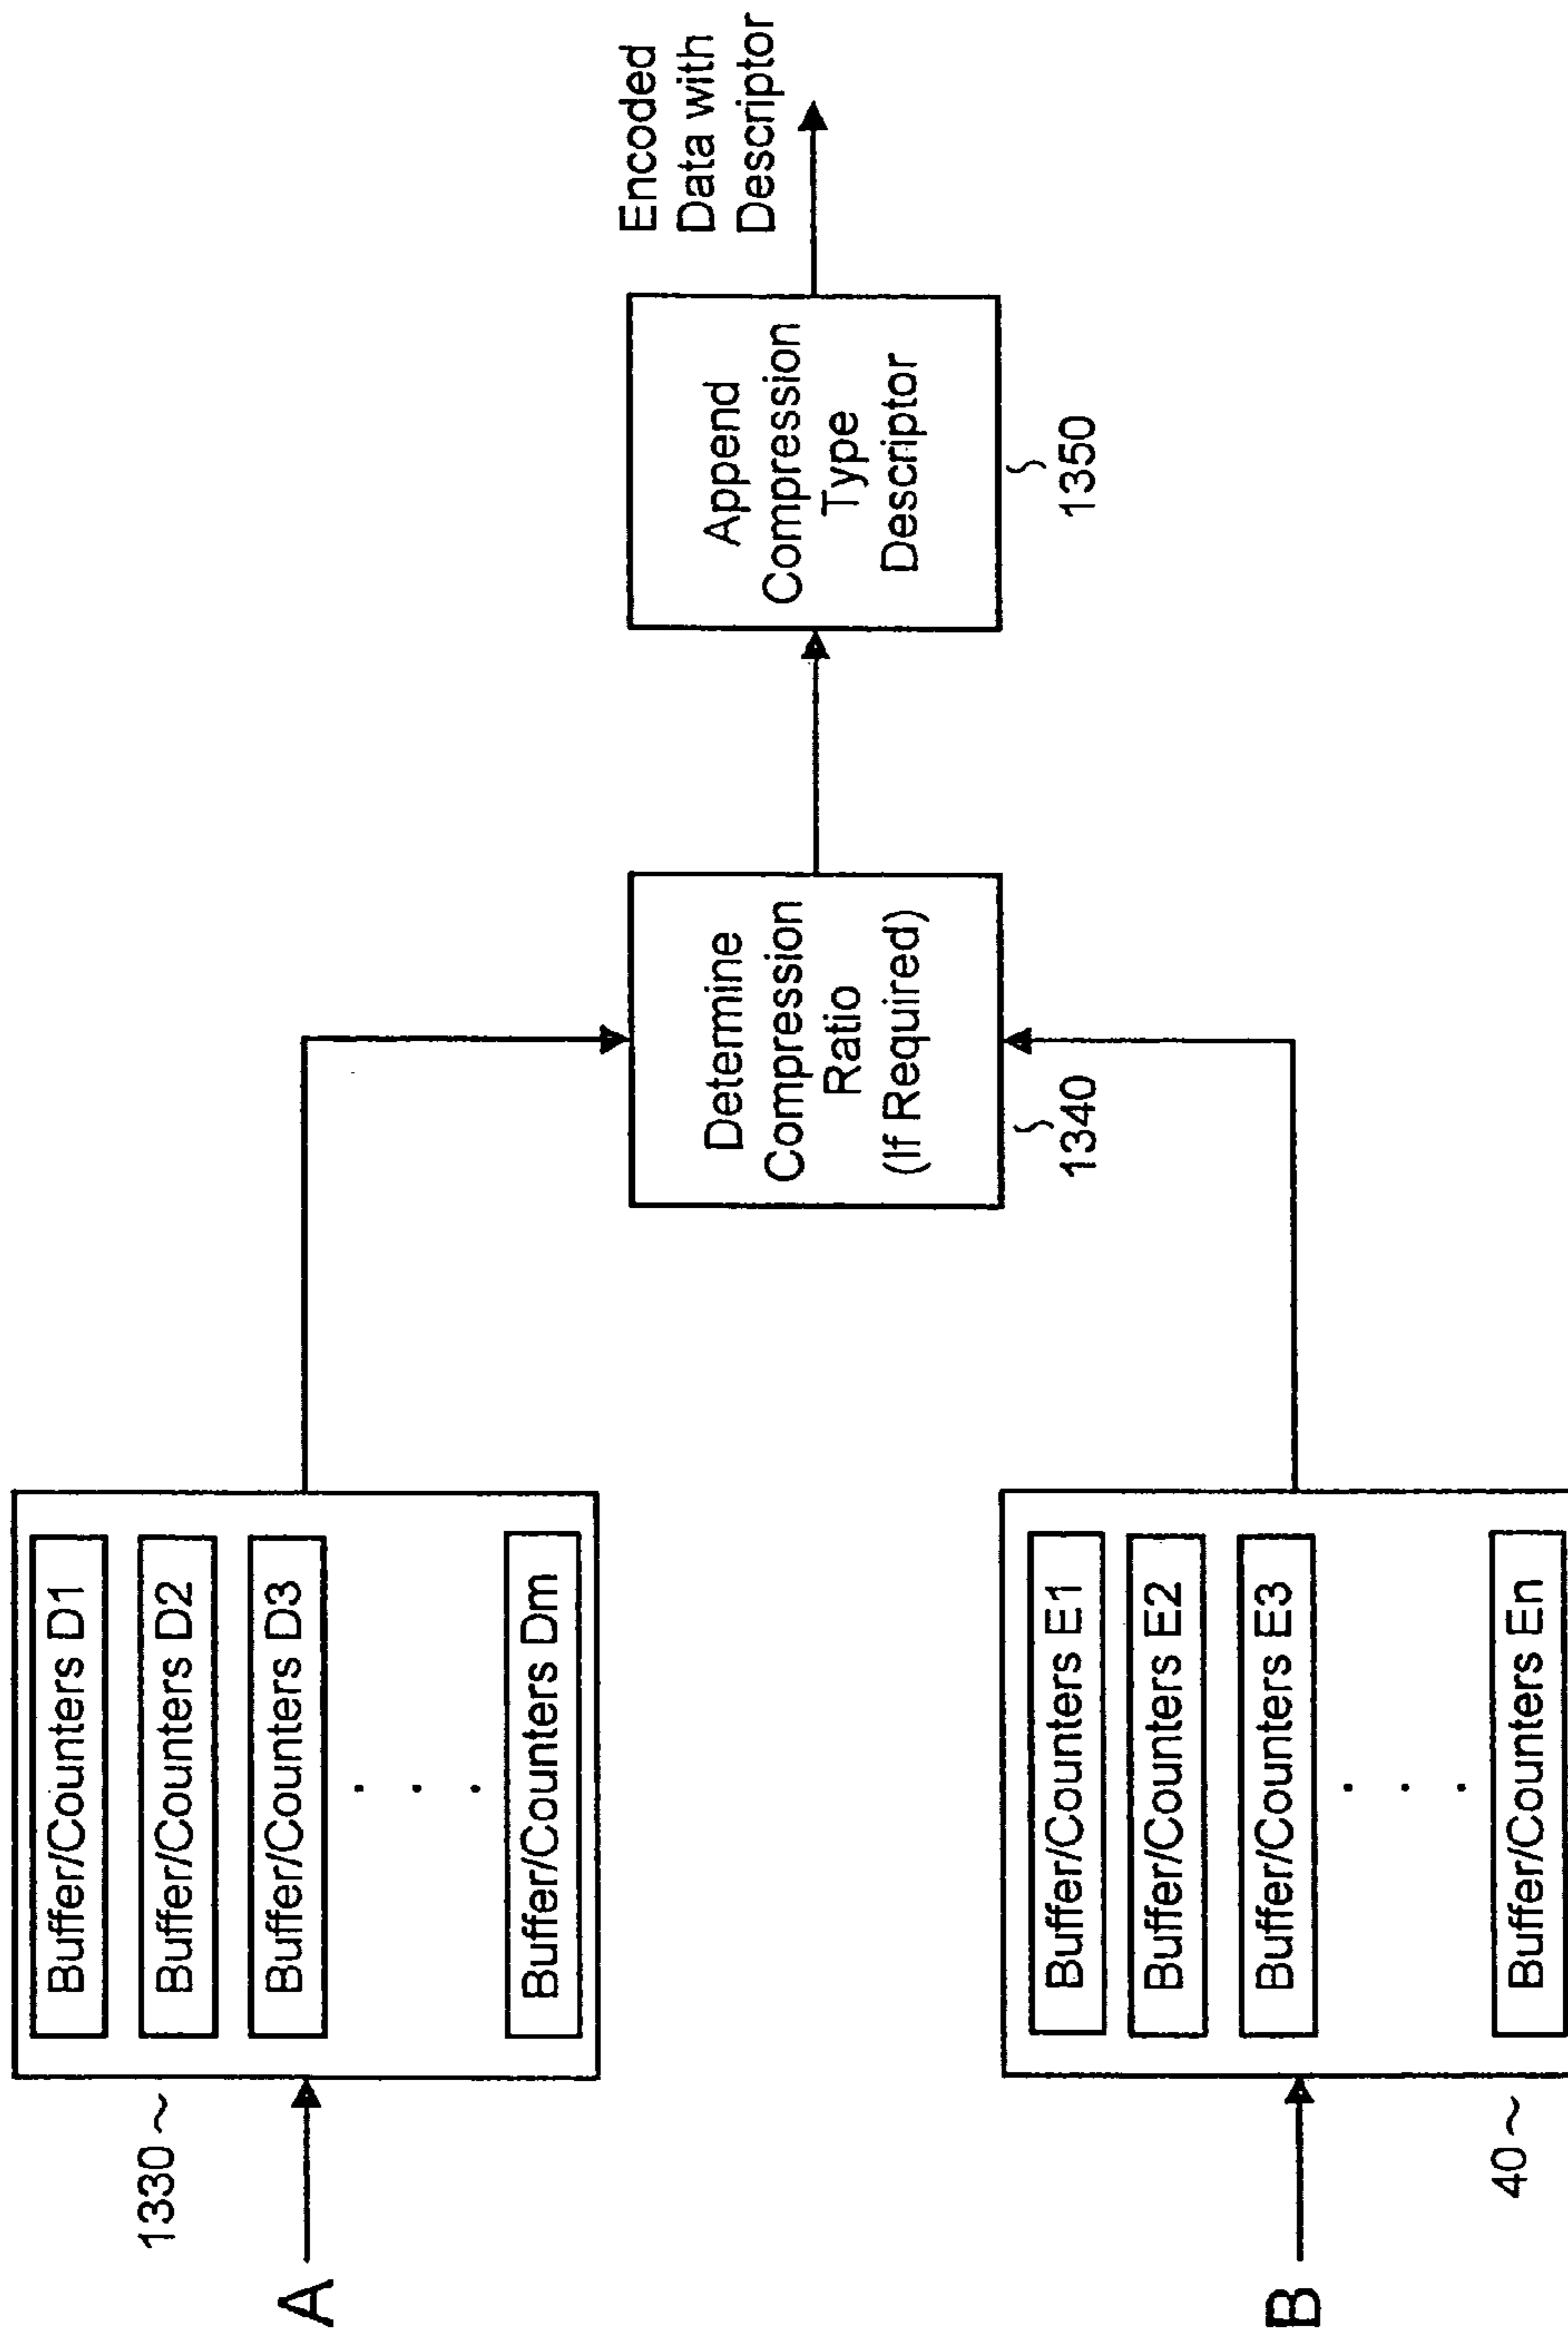 A
1330
Buffer/Counters D1
Buffer/Counters D2
Buffer/Counters D3
. . .
Buffer/Counters Dm
B
40
Buffer/Counters E1
Buffer/Counters E2
Buffer/Counters E3
. . .
Buffer/Counters En
Determine
Compression
Ratio
(If Required)
1340
Append
Compression
Type
Descriptor
1350
Encoded
Data with
Descriptor